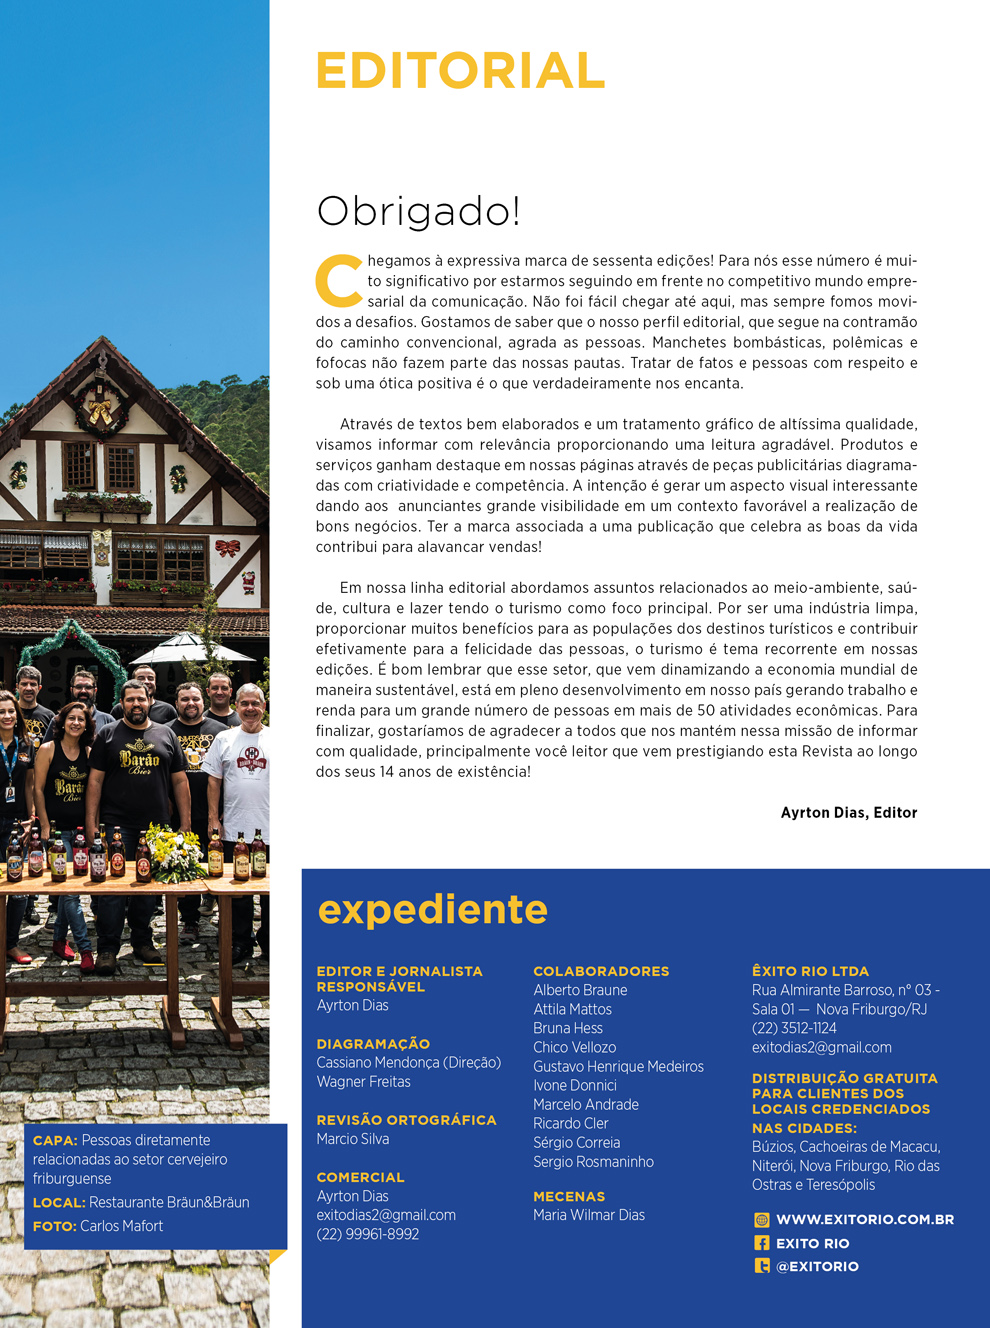 EDITORIAL
Obrigado!
Chegamos à expressiva marca de sessenta edições! Para nós esse número é mui-
to significativo por estarmos seguindo em frente no competitivo mundo empre-
sarial da comunicação. Não foi fácil chegar até aqui, mas sempre fomos movi-
dos a desafios. Gostamos de saber que o nosso perfil editorial, que segue na contramão
do caminho convencional, agrada as pessoas. Manchetes bombásticas, polêmicas e
fofocas não fazem parte das nossas pautas. Tratar de fatos e pessoas com respeito e
sob uma ótica positiva é o que verdadeiramente nos encanta.
Através de textos bem elaborados e um tratamento gráfico de altíssima qualidade,
visamos informar com relevância proporcionando uma leitura agradável. Produtos e
serviços ganham destaque em nossas páginas através de peças publicitárias diagrama-
das com criatividade e competência. A intenção é gerar um aspecto visual interessante
dando aos  anunciantes grande visibilidade em um contexto favorável a realização de
bons negócios. Ter a marca associada a uma publicação que celebra as boas da vida
contribui para alavancar vendas!
Em nossa linha editorial abordamos assuntos relacionados ao meio-ambiente, saú-
de, cultura e lazer tendo o turismo como foco principal. Por ser uma indústria limpa,
proporcionar muitos benefícios para as populações dos destinos turísticos e contribuir
efetivamente para a felicidade das pessoas, o turismo é tema recorrente em nossas
edições. É bom lembrar que esse setor, que vem dinamizando a economia mundial de
maneira sustentável, está em pleno desenvolvimento em nosso país gerando trabalho e
renda para um grande número de pessoas em mais de 50 atividades econômicas. Para
finalizar, gostaríamos de agradecer a todos que nos mantém nessa missão de informar
com qualidade, principalmente você leitor que vem prestigiando esta Revista ao longo
dos seus 14 anos de existência!
Ayrton Dias, Editor
Barão
Bier
Barão
Bier
CAPA: Pessoas diretamente
relacionadas ao setor cervejeiro
friburguense
LOCAL: Restaurante Bräun&Bräun
FOTO: Carlos Mafort
expediente
EDITOR E JORNALISTA
RESPONSÁVEL
Ayrton Dias
DIAGRAMAÇÃO
Cassiano Mendonça (Direção)
Wagner Freitas
REVISÃO ORTOGRÁFICA
Marcio Silva
COMERCIAL
Ayrton Dias
exitodias2@gmail.com
(22) 99961-8992
COLABORADORES
Alberto Braune
Attila Mattos
Bruna Hess
Chico Vellozo
Gustavo Henrique Medeiros
Ivone Donnici
Marcelo Andrade
Ricardo Cler
Sérgio Correia
Sergio Rosmaninho
MECENAS
Maria Wilmar Dias
ÊXITO RIO LTDA
Rua Almirante Barroso, nº 03 -
Sala 01 —  Nova Friburgo/RJ
(22) 3512-1124
exitodias2@gmail.com
DISTRIBUIÇÃO GRATUITA
PARA CLIENTES DOS
LOCAIS CREDENCIADOS
NAS CIDADES:
Búzios, Cachoeiras de Macacu,
Niterói, Nova Friburgo, Rio das
Ostras e Teresópolis
WWW.EXITORIO.COM.BR
EXITO RIO
@EXITORIO